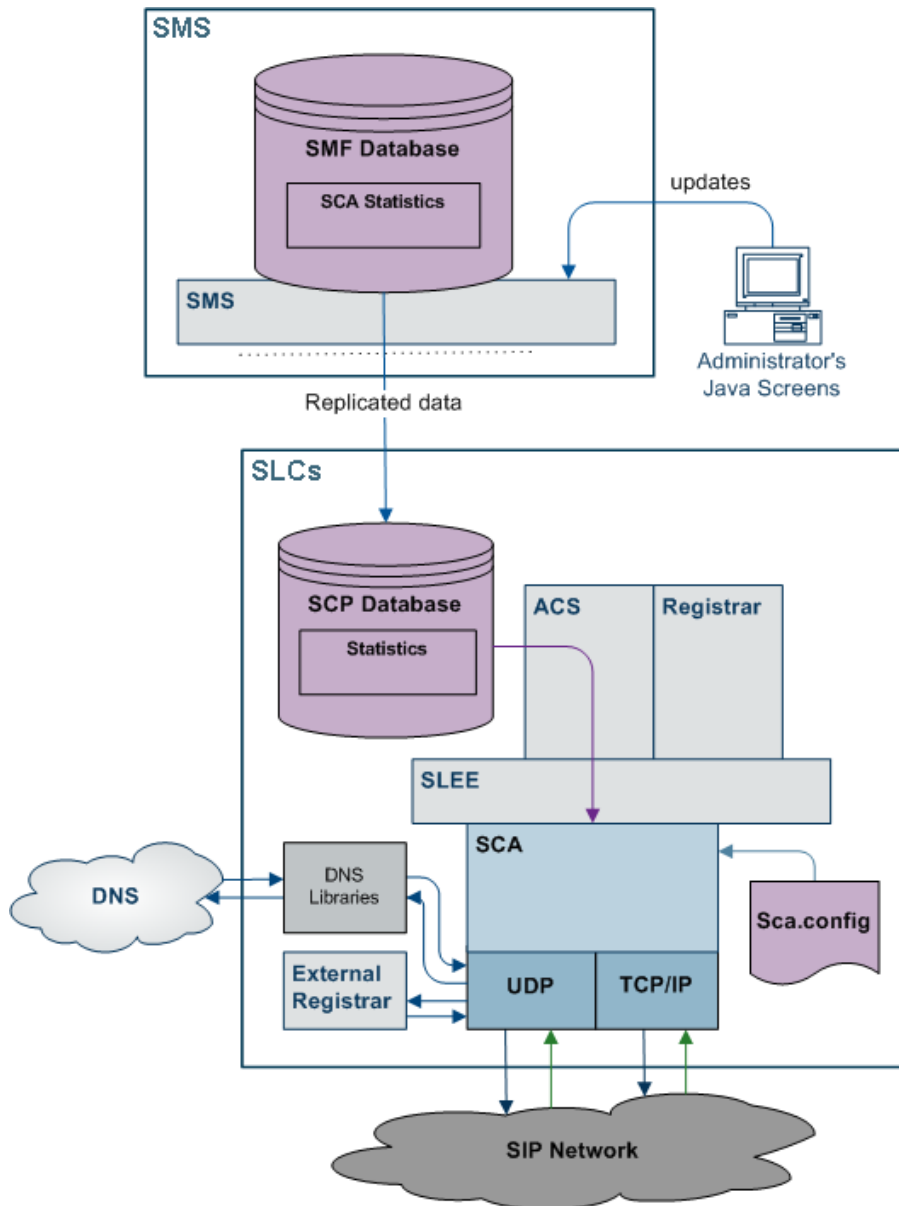 SMS
SMF Database
SCA Statistics
updates
SMS
Administrator's
Java Screens
Replicated data
SLCs
SCP Database
Statistics
ACS
Registrar
SLEE
SCA
DNS
DNS
Libraries
Sca.config
External
Registrar
UDP
TCP/IP
SIP Network